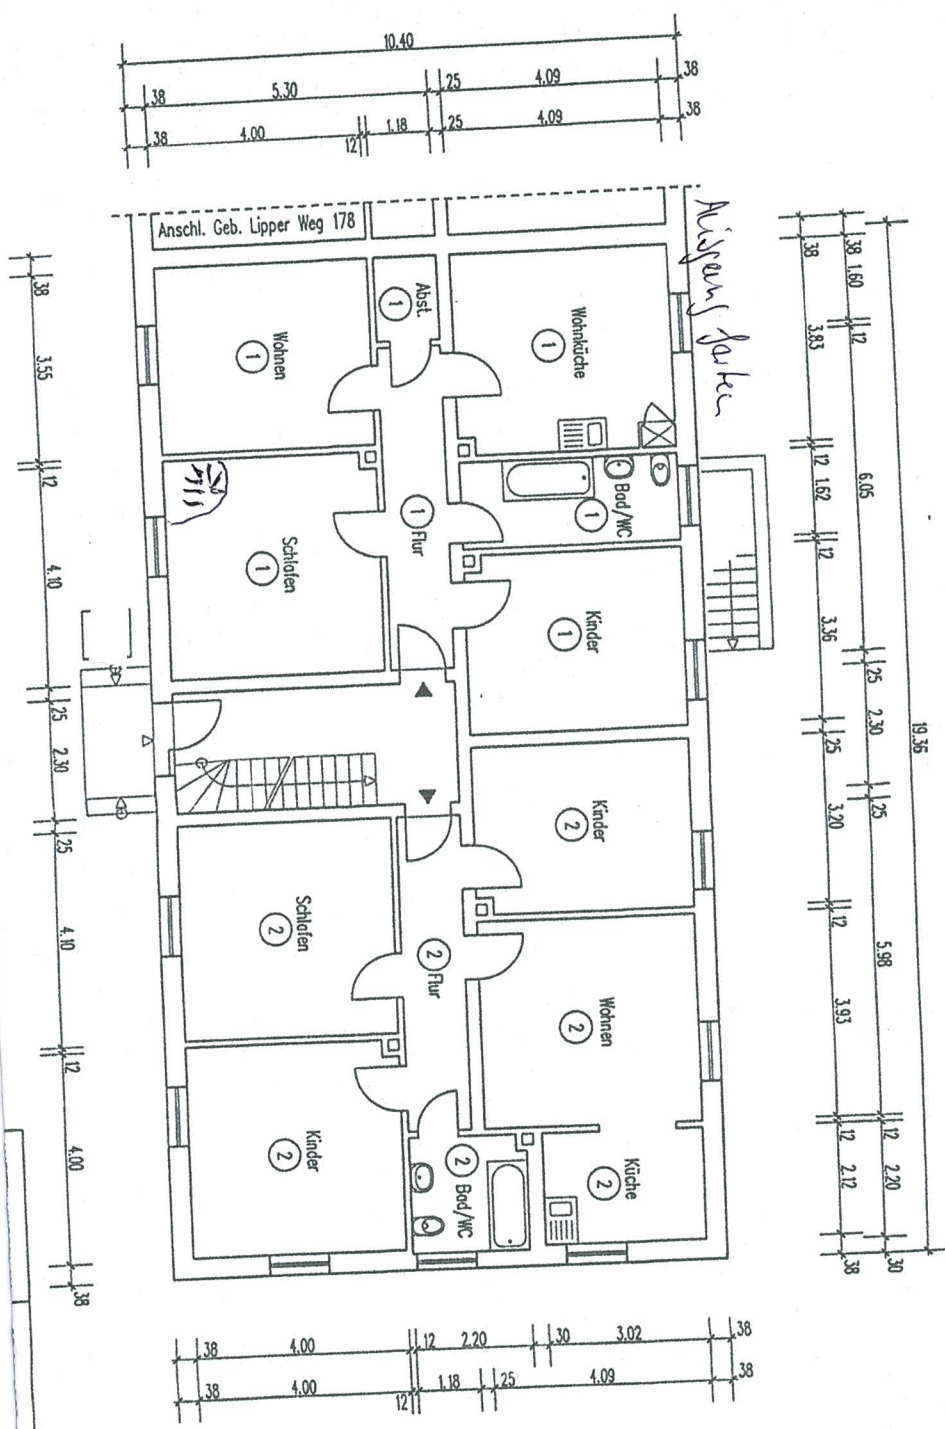 10.40
38 5.30 25 4.09 38
38 4.00 12 1.18 25 4.09 38
Anschl. Geb. Lipper Weg 178
Ausgang Garten
Wohnen
1
Abst.
1
Wohnküche
1
Schlafen
1
1 Flur
Bad/WC
1
Kinder
1
Kinder
2
Schlafen
2
2 Flur
Wohnen
2
Kinder
2
2
Bad/WC
Küche
2
38 3.55 12 4.10 25 2.30 25 4.10 12 4.00 38
38 3.83 12 1.62 12 3.36 25 3.20 12 3.93 12 2.12 38
38 1.60 12 6.05 25 2.30 25 5.98 12 2.20 30
19.36
38 4.00 12 2.20 30 3.02 38
38 4.00 12 1.18 25 4.09 38